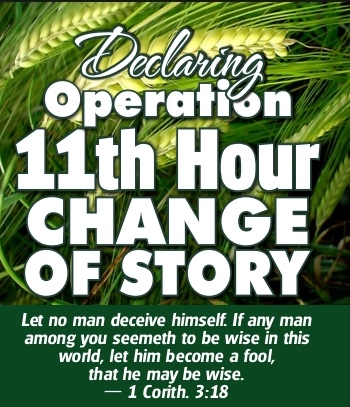 Declaring
Operation
11th Hour
CHANGE
OF STORY
Let no man deceive himself. If any man
among you seemeth to be wise in this
world, let him become a fool,
that he may be wise.
— 1 Corith. 3:18